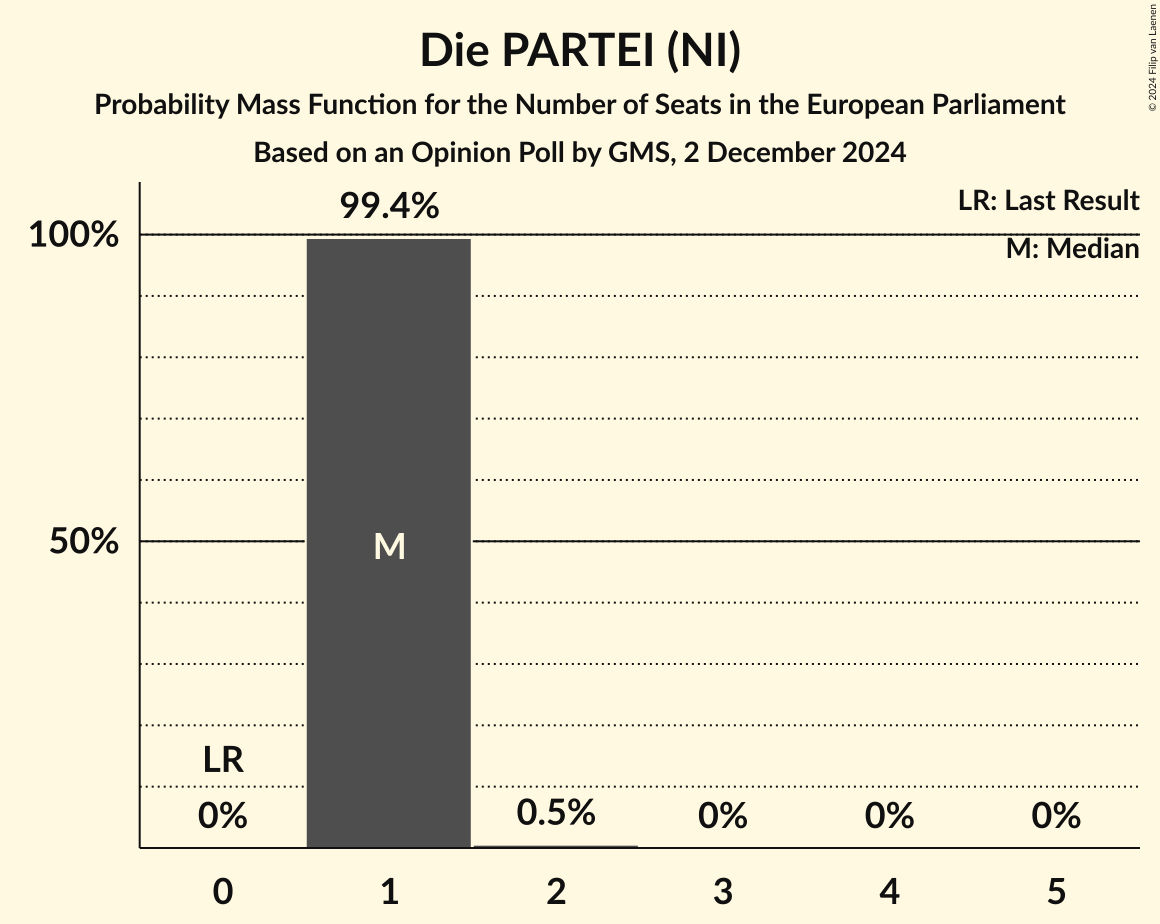 Die PARTEI (NI)
Probability Mass Function for the Number of Seats in the European Parliament
Based on an Opinion Poll by GMS, 2 December 2024
© 2024 Filip van Laenen
99.4%
LR: Last Result
100%
M: Median
50%
M
LR
0%
0.5%
0%
0%
0%
0
1
2
3
4
5